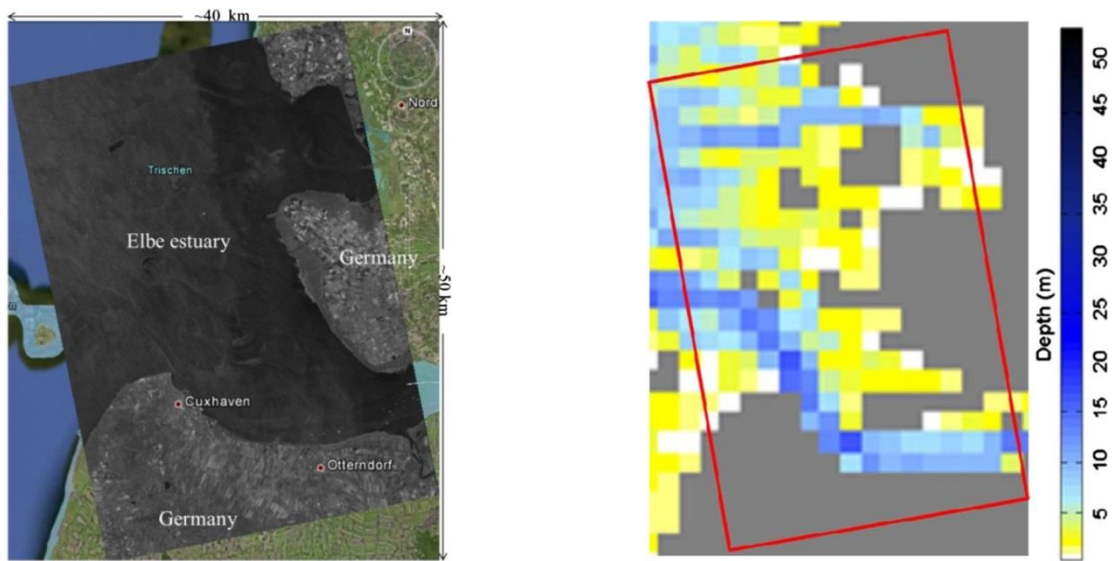 ~40 km
N
Nord
Trischen
Elbe estuary
Germany
~50 km
Cuxhaven
Otterndorf
Germany
Depth (m)
50
45
40
35
30
25
20
15
10
5